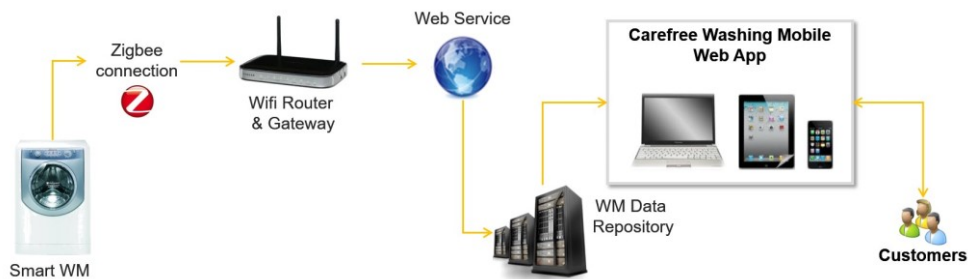 Smart WM
Zigbee
connection
Z
Wifi Router
& Gateway
Web Service
WM Data
Repository
Carefree Washing Mobile
Web App
Customers